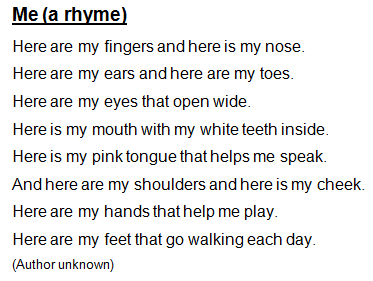 Me (a rhyme)
Here are my fingers and here is my nose.
Here are my ears and here are my toes.
Here are my eyes that open wide.
Here is my mouth with my white teeth inside.
Here is my pink tongue that helps me speak.
And here are my shoulders and here is my cheek.
Here are my hands that help me play.
Here are my feet that go walking each day.
(Author unknown)